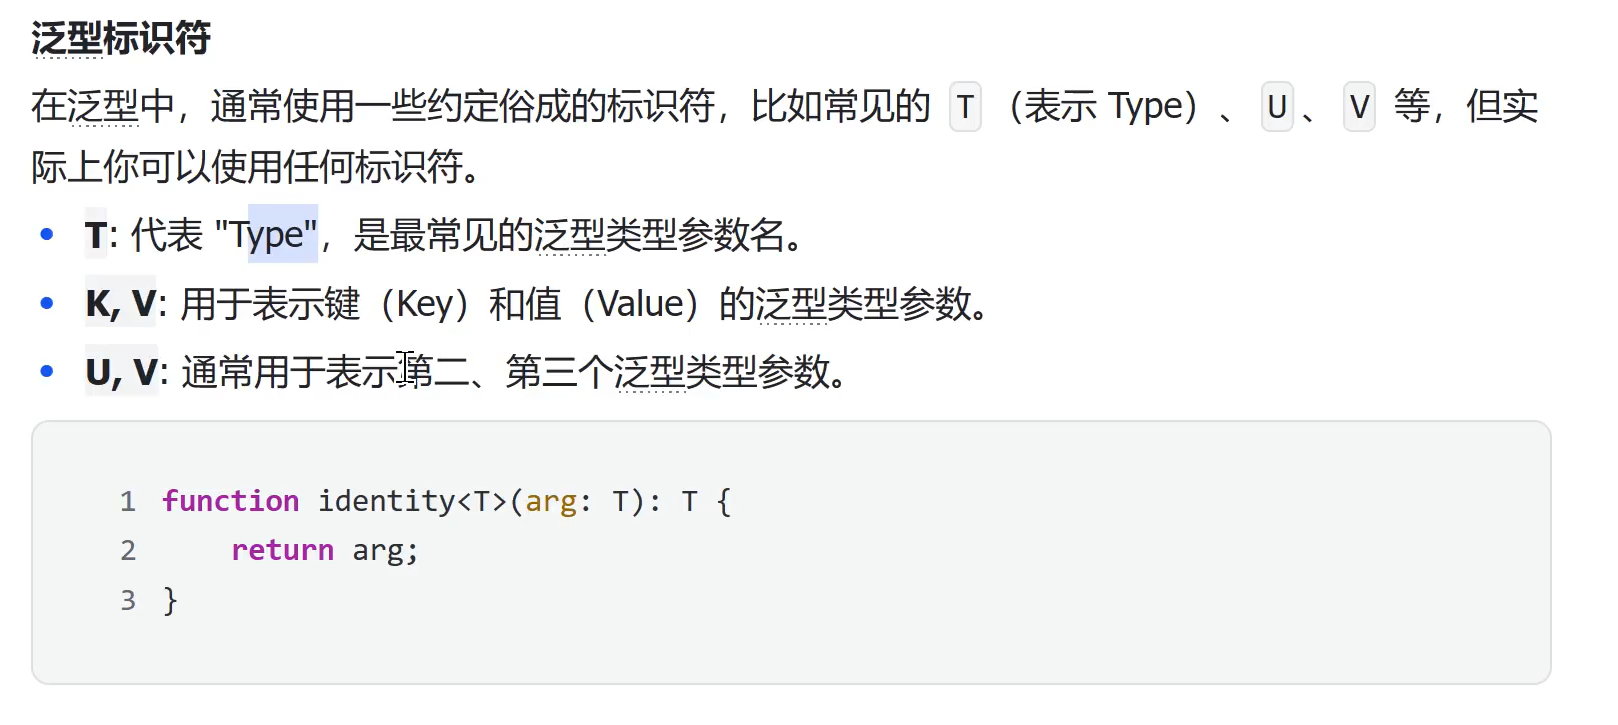 泛型标识符
在泛型中，通常使用一些约定俗成的标识符，比如常见的 T （表示 Type）、 U 、 V 等，但实
际上你可以使用任何标识符。
• T: 代表 "Type"，是最常见的泛型类型参数名。
• K, V: 用于表示键（Key）和值（Value）的泛型类型参数。
• U, V: 通常用于表示第二、第三个泛型类型参数。
1 function identity<T>(arg: T): T {
2     return arg;
3 }